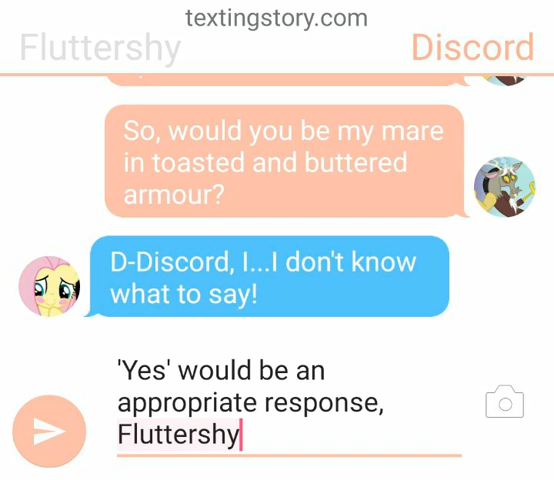 textingstory.com
Fluttershy
Discord
So, would you be my mare
in toasted and buttered
armour?
D-Discord, I...I don't know
what to say!
'Yes' would be an
appropriate response,
Fluttershy